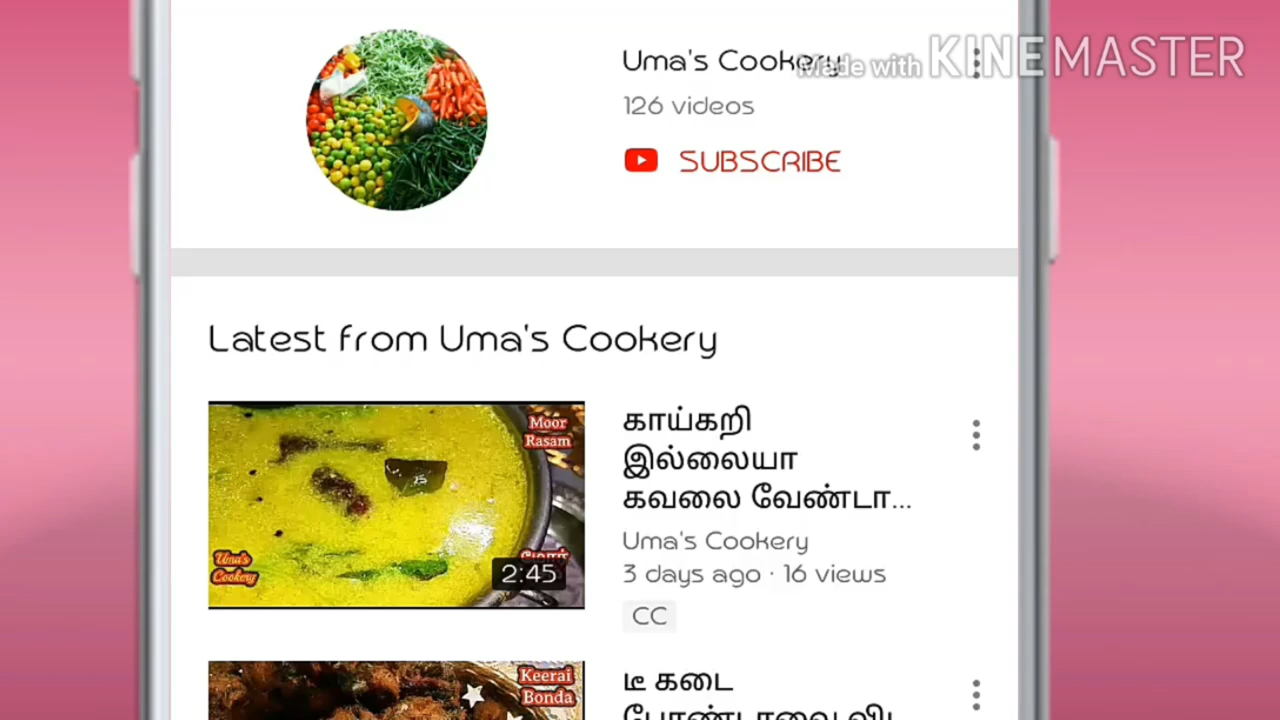 Uma's Cookery
Made with KINEMASTER
126 videos
SUBSCRIBE
Latest from Uma's Cookery
Moor
Rasam
Uma's
Cookery
மோர்
2:45
காய்கறி
இல்லையா
கவலை வேண்டா...
Uma's Cookery
3 days ago · 16 views
CC
Keerai
Bonda
டீ கடை